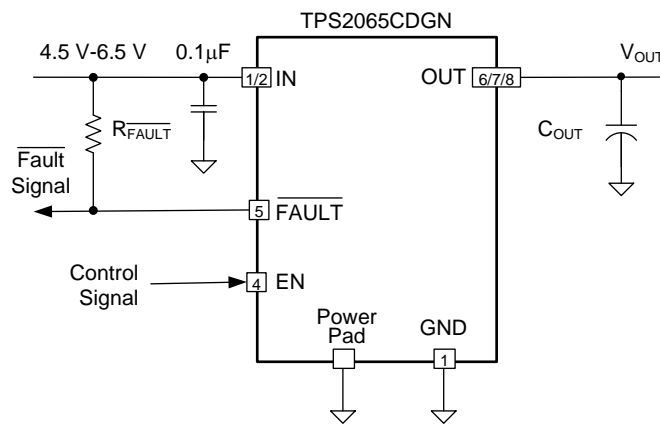 TPS2065CDGN
4.5 V-6.5 V
0.1μF
1/2
IN
OUT
6/7/8
VOUT
RFAULT
COUT
Fault
Signal
5
FAULT
Control
Signal
4
EN
Power
Pad
GND
1